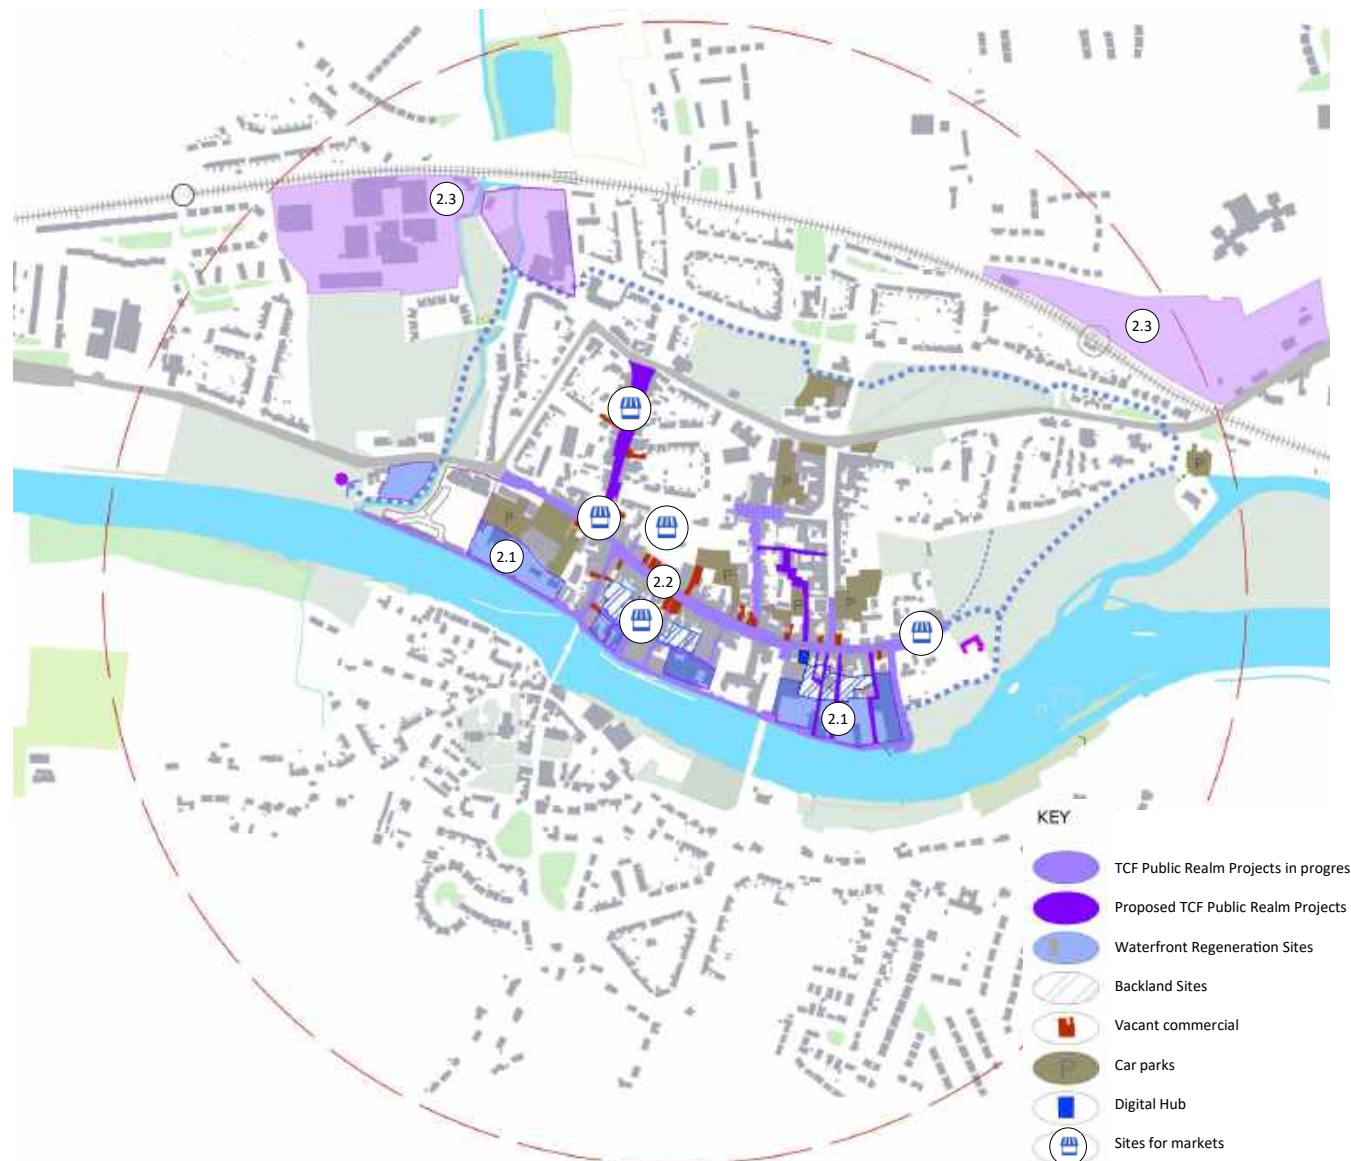 2.3
2.3
P
2.1
P
2.2
P
P
P
2.1
KEY
TCF Public Realm Projects in progres
Proposed TCF Public Realm Projects
Waterfront Regeneration Sites
Backland Sites
Vacant commercial
P
Car parks
Digital Hub
Sites for markets